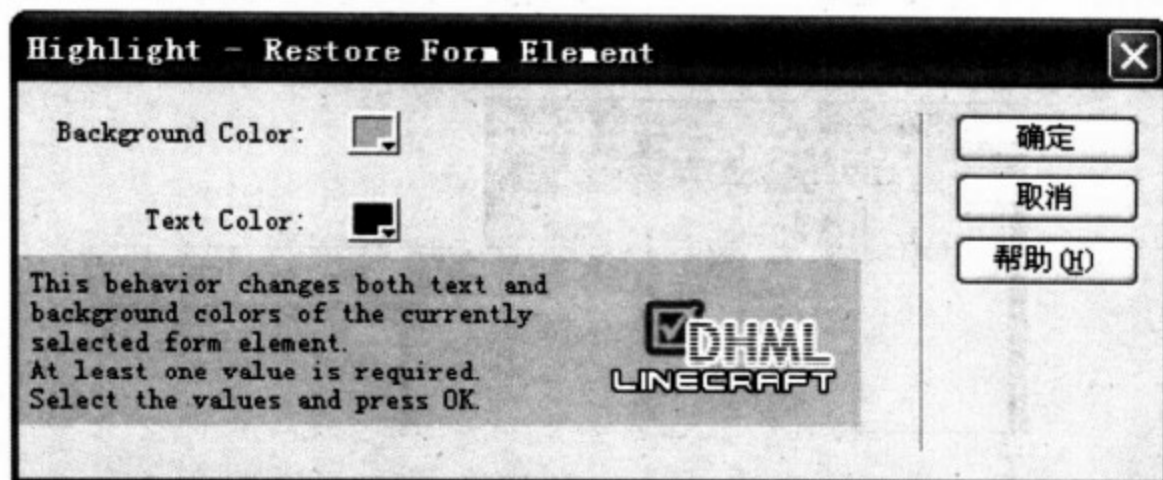 Highlight - Restore Form Element
Background Color:
Text Color:
确定
取消
帮助(H)
This behavior changes both text and
background colors of the currently
selected form element.
At least one value is required.
Select the values and press OK.
DHML
LINECRAFT